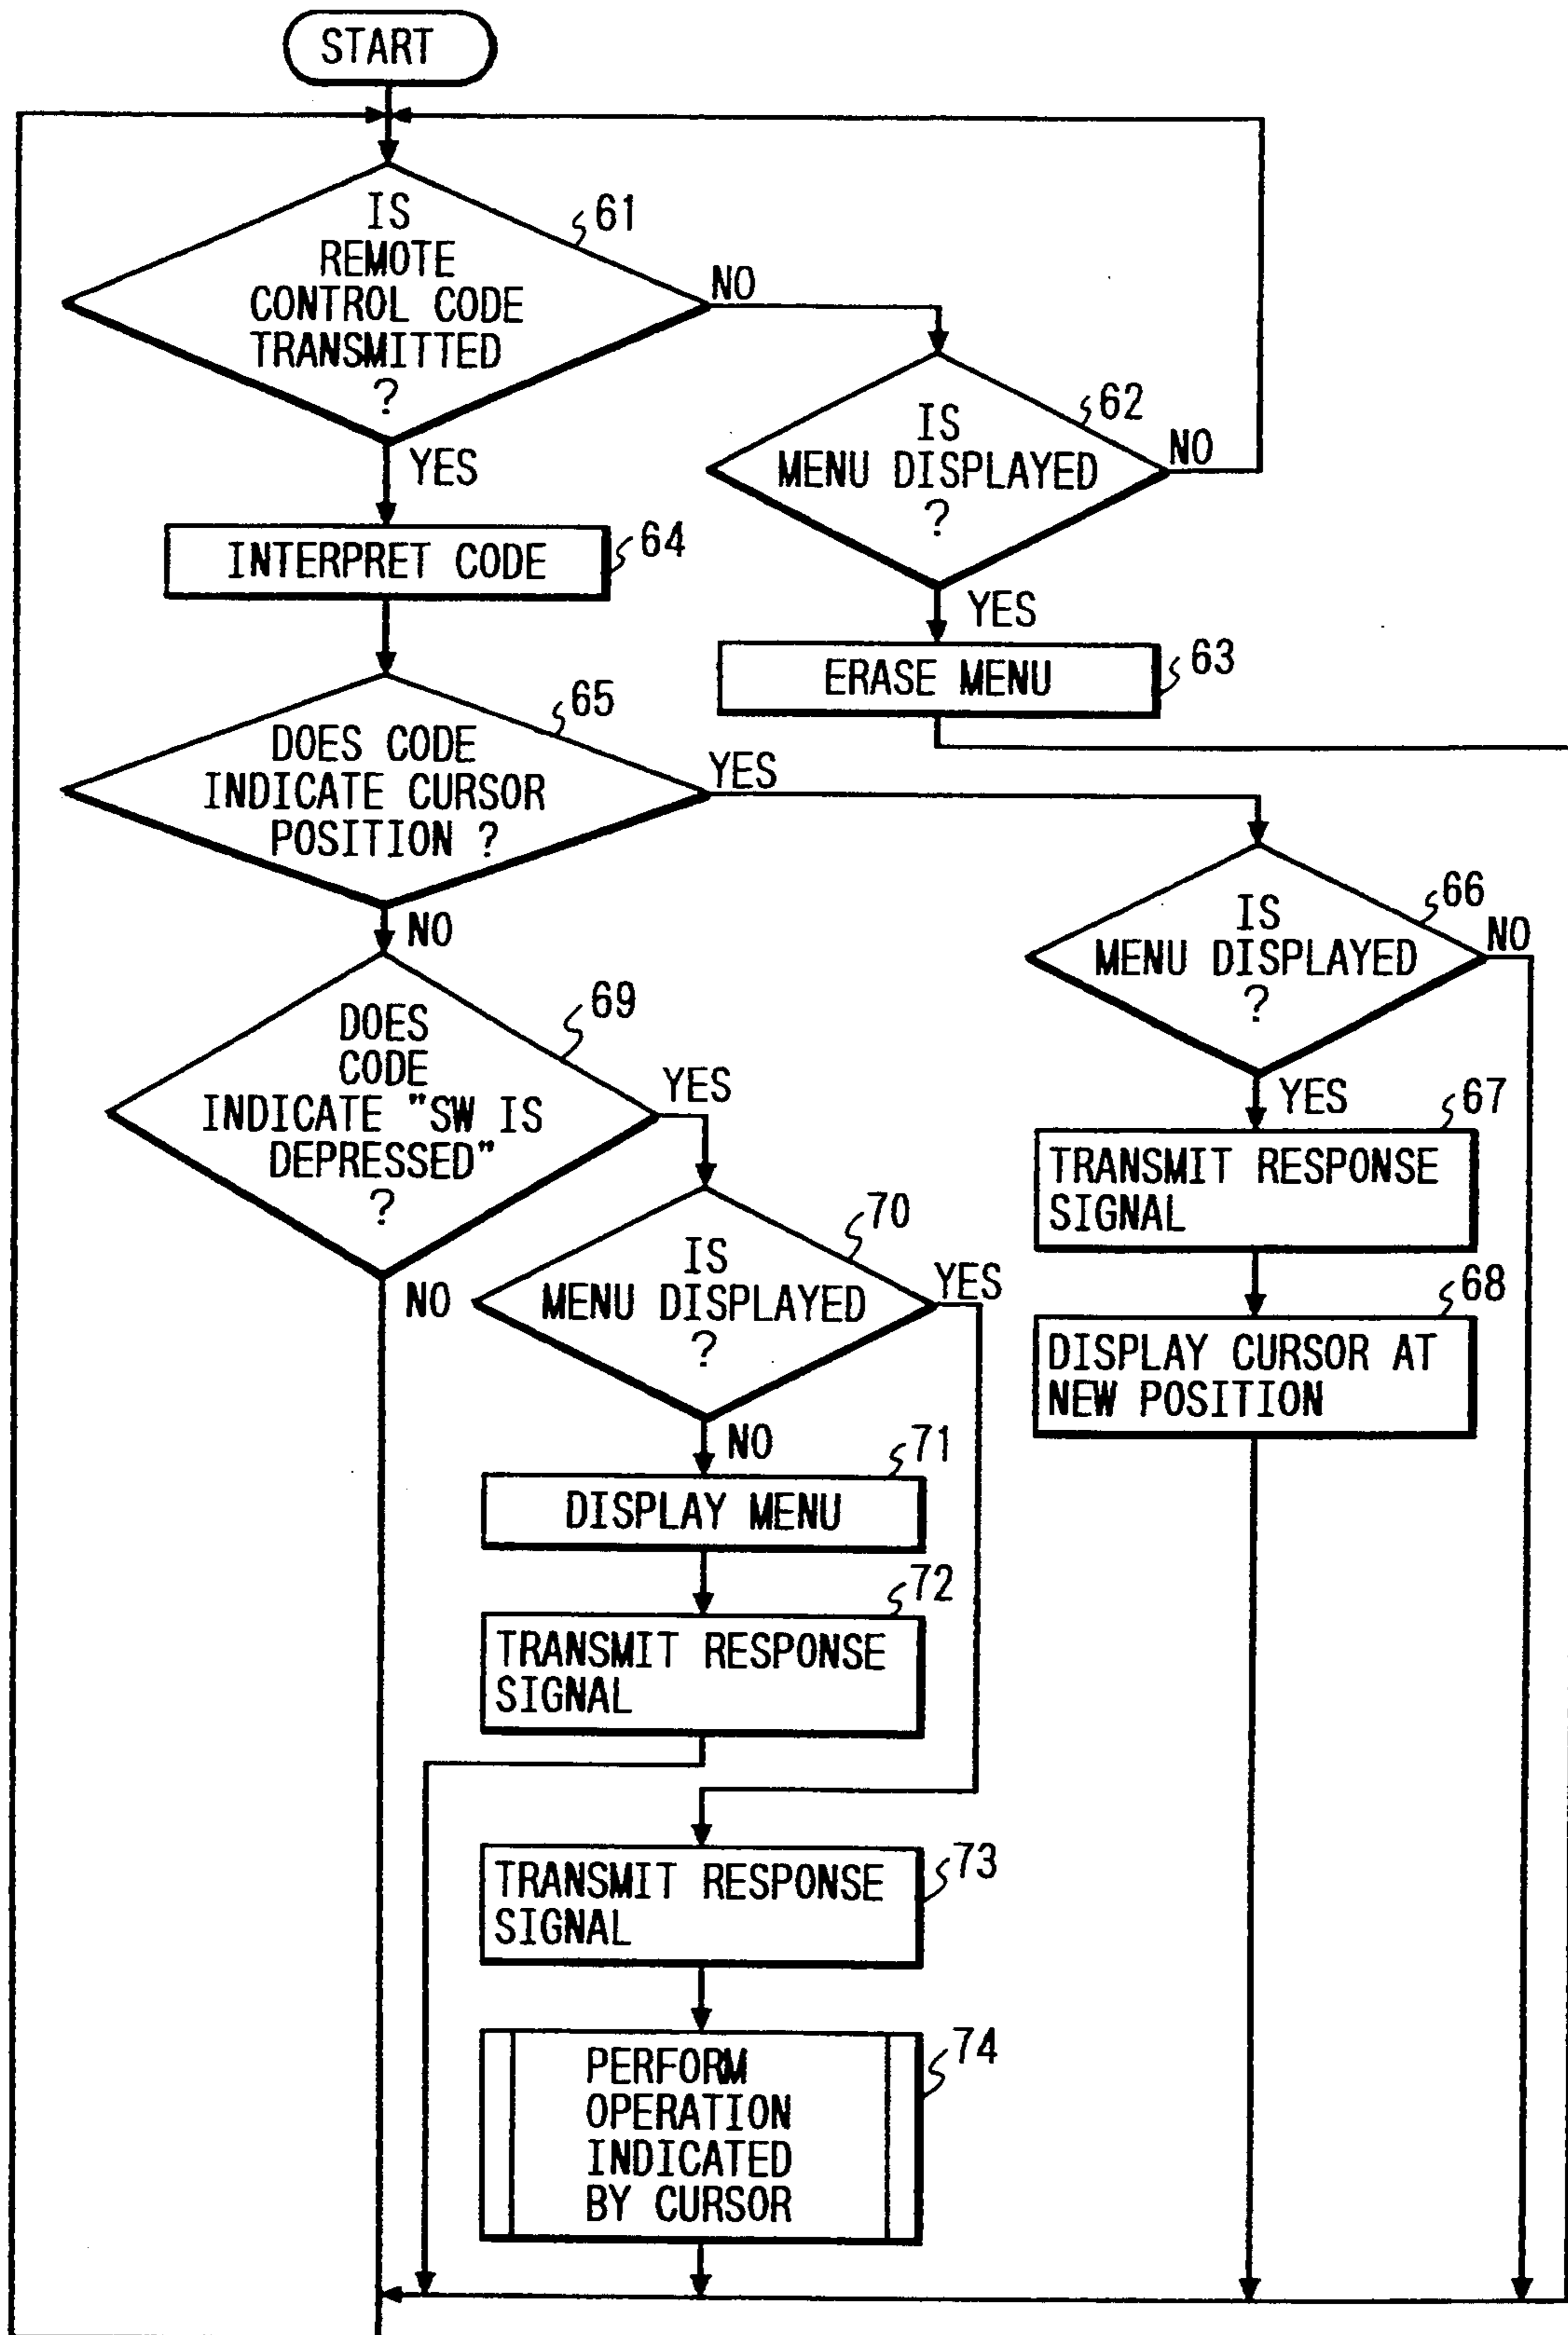 START
IS
REMOTE
CONTROL CODE
TRANSMITTED
?
61
NO
YES
IS
MENU DISPLAYED
?
62
NO
YES
INTERPRET CODE
64
ERASE MENU
63
DOES CODE
INDICATE CURSOR
POSITION ?
65
YES
NO
IS
MENU DISPLAYED
?
66
NO
YES
DOES
CODE
INDICATE "SW IS
DEPRESSED"
?
69
YES
NO
TRANSMIT RESPONSE
SIGNAL
67
IS
MENU DISPLAYED
?
70
YES
NO
DISPLAY CURSOR AT
NEW POSITION
68
DISPLAY MENU
71
TRANSMIT RESPONSE
SIGNAL
72
TRANSMIT RESPONSE
SIGNAL
73
PERFORM
OPERATION
INDICATED
BY CURSOR
74